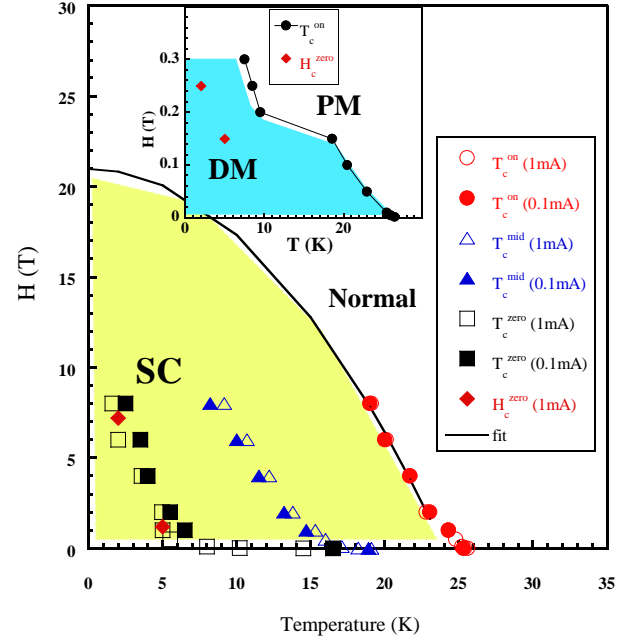 30
25
20
15
10
5
0
H (T)
0 5 10 15 20 25 30 35
Temperature (K)
SC
Normal
0.3
0.2
0.1
0
H (T)
0 10 20
T (K)
T_c^on
H_c^zero
PM
DM
T_c^on (1mA)
T_c^on (0.1mA)
T_c^mid (1mA)
T_c^mid (0.1mA)
T_c^zero (1mA)
T_c^zero (0.1mA)
H_c^zero (1mA)
fit